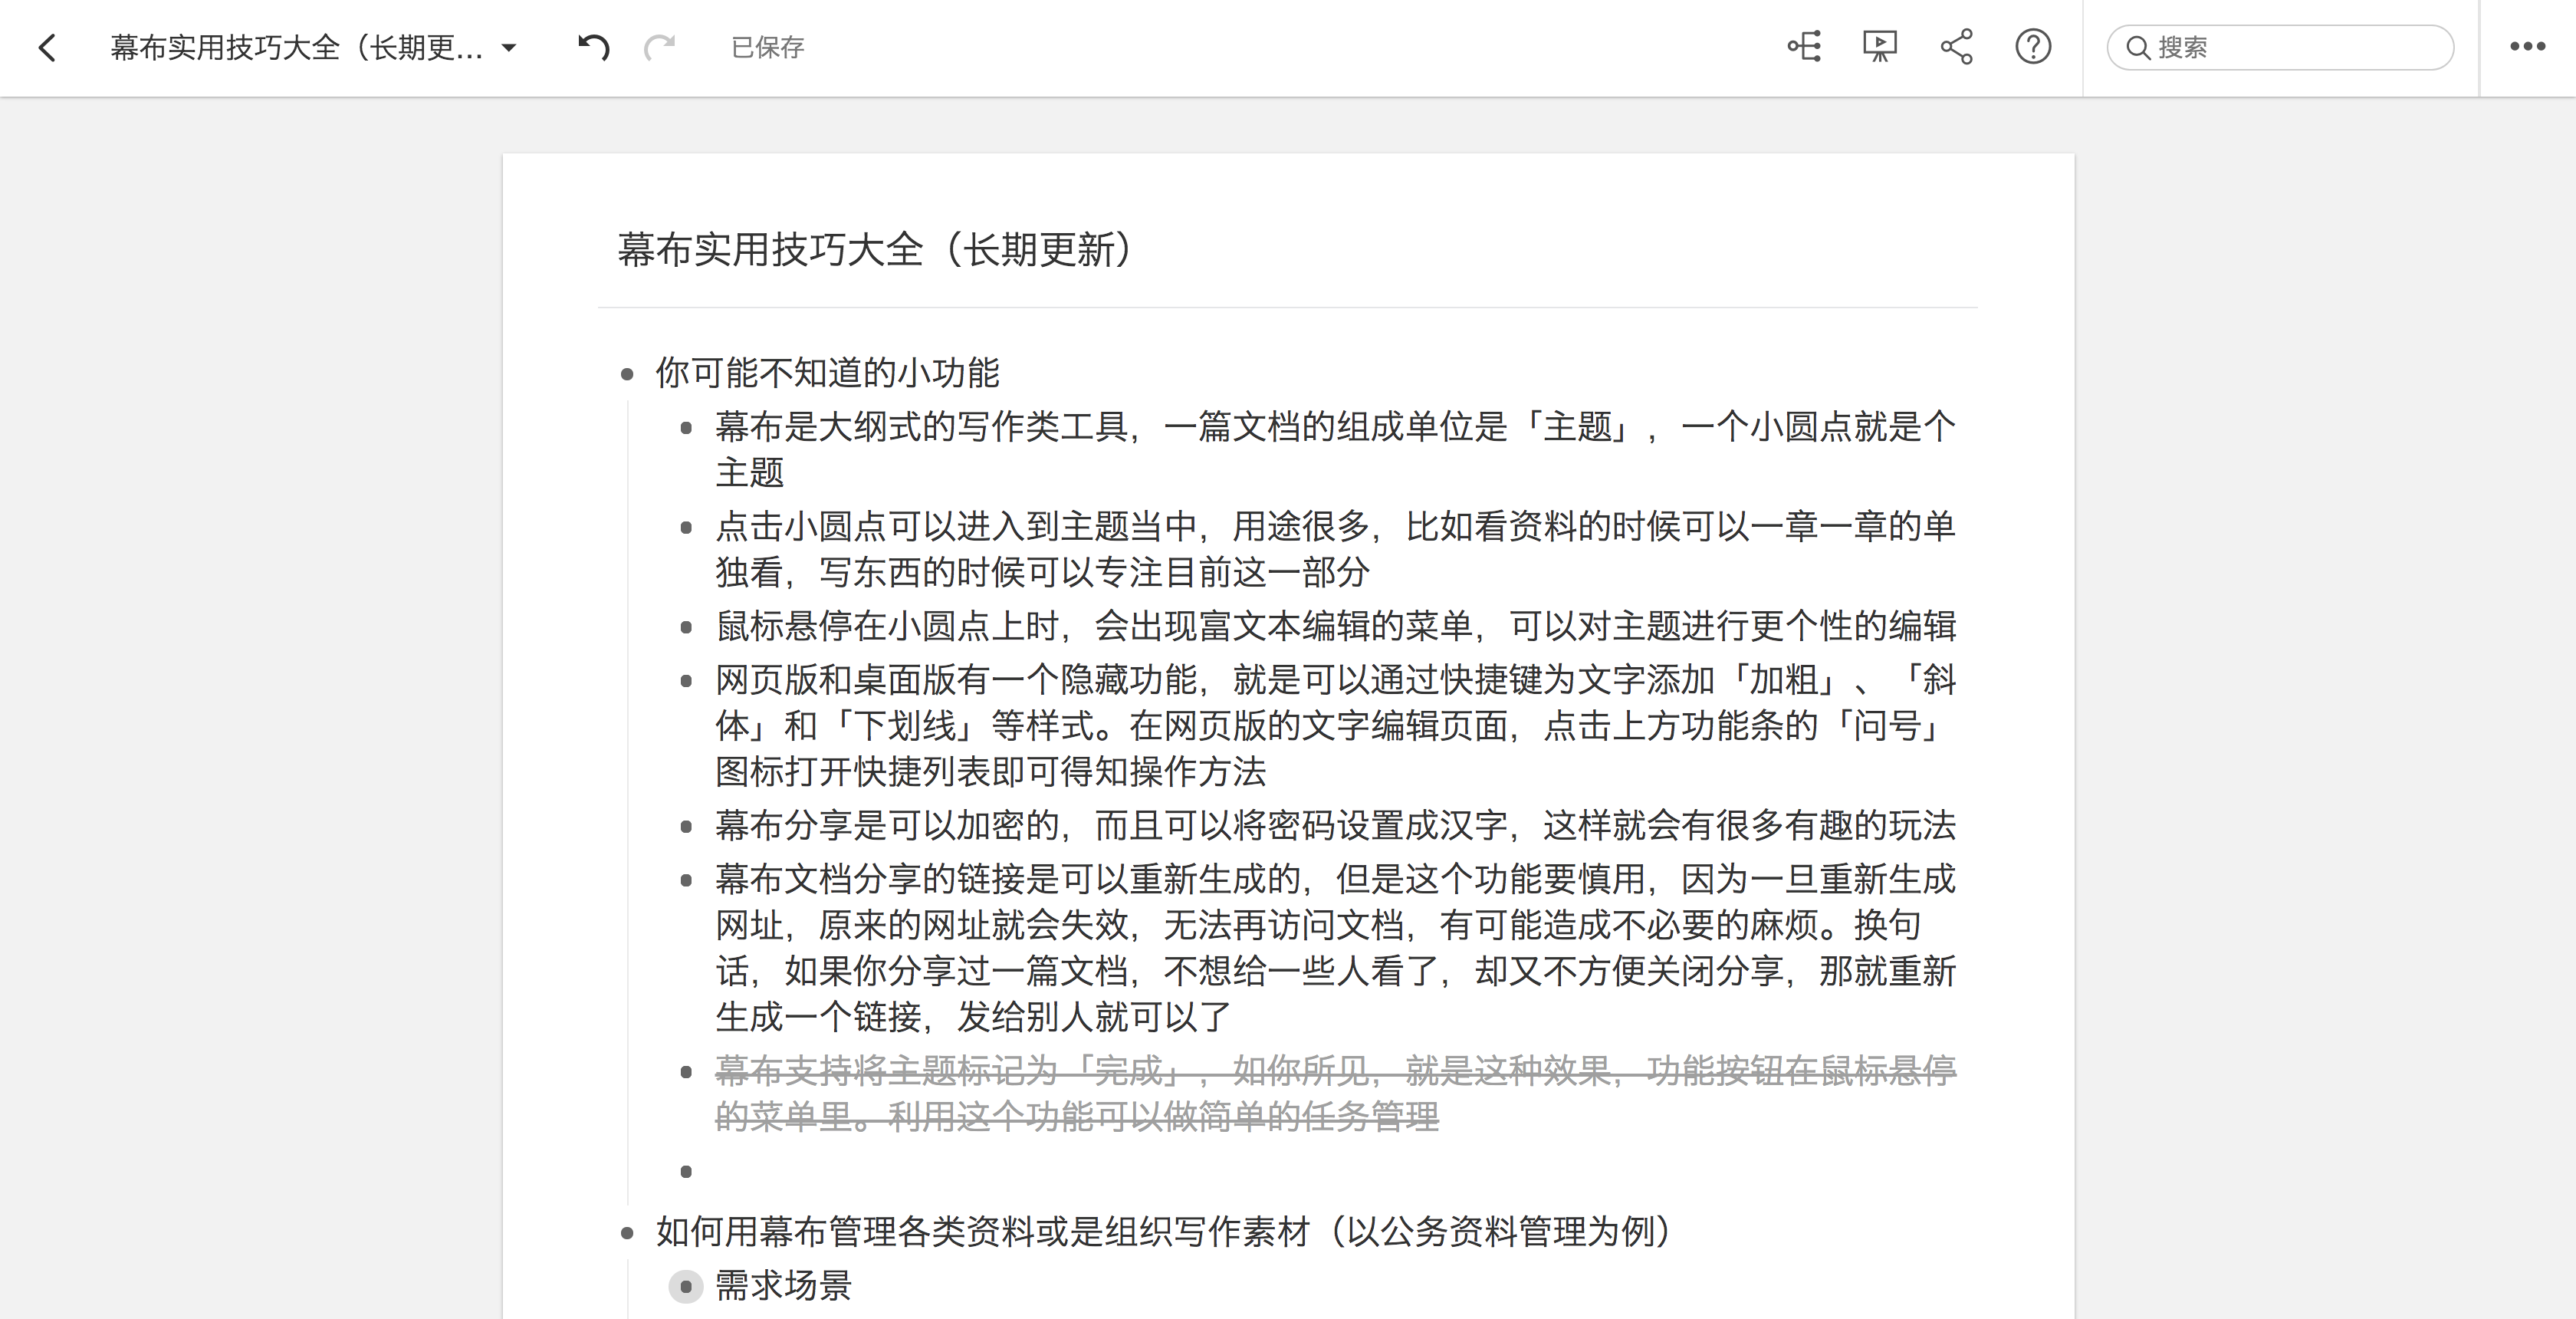 幕布实用技巧大全（长期更...
已保存
搜索
幕布实用技巧大全（长期更新）
你可能不知道的小功能
幕布是大纲式的写作类工具，一篇文档的组成单位是「主题」，一个小圆点就是个
主题
点击小圆点可以进入到主题当中，用途很多，比如看资料的时候可以一章一章的单
独看，写东西的时候可以专注目前这一部分
鼠标悬停在小圆点上时，会出现富文本编辑的菜单，可以对主题进行更个性的编辑
网页版和桌面版有一个隐藏功能，就是可以通过快捷键为文字添加「加粗」、「斜
体」和「下划线」等样式。在网页版的文字编辑页面，点击上方功能条的「问号」
图标打开快捷列表即可得知操作方法
幕布分享是可以加密的，而且可以将密码设置成汉字，这样就会有很多有趣的玩法
幕布文档分享的链接是可以重新生成的，但是这个功能要慎用，因为一旦重新生成
网址，原来的网址就会失效，无法再访问文档，有可能造成不必要的麻烦。换句
话，如果你分享过一篇文档，不想给一些人看了，却又不方便关闭分享，那就重新
生成一个链接，发给别人就可以了
幕布支持将主题标记为「完成」，如你所见，就是这种效果，功能按钮在鼠标悬停
的菜单里。利用这个功能可以做简单的任务管理
如何用幕布管理各类资料或是组织写作素材（以公务资料管理为例）
需求场景